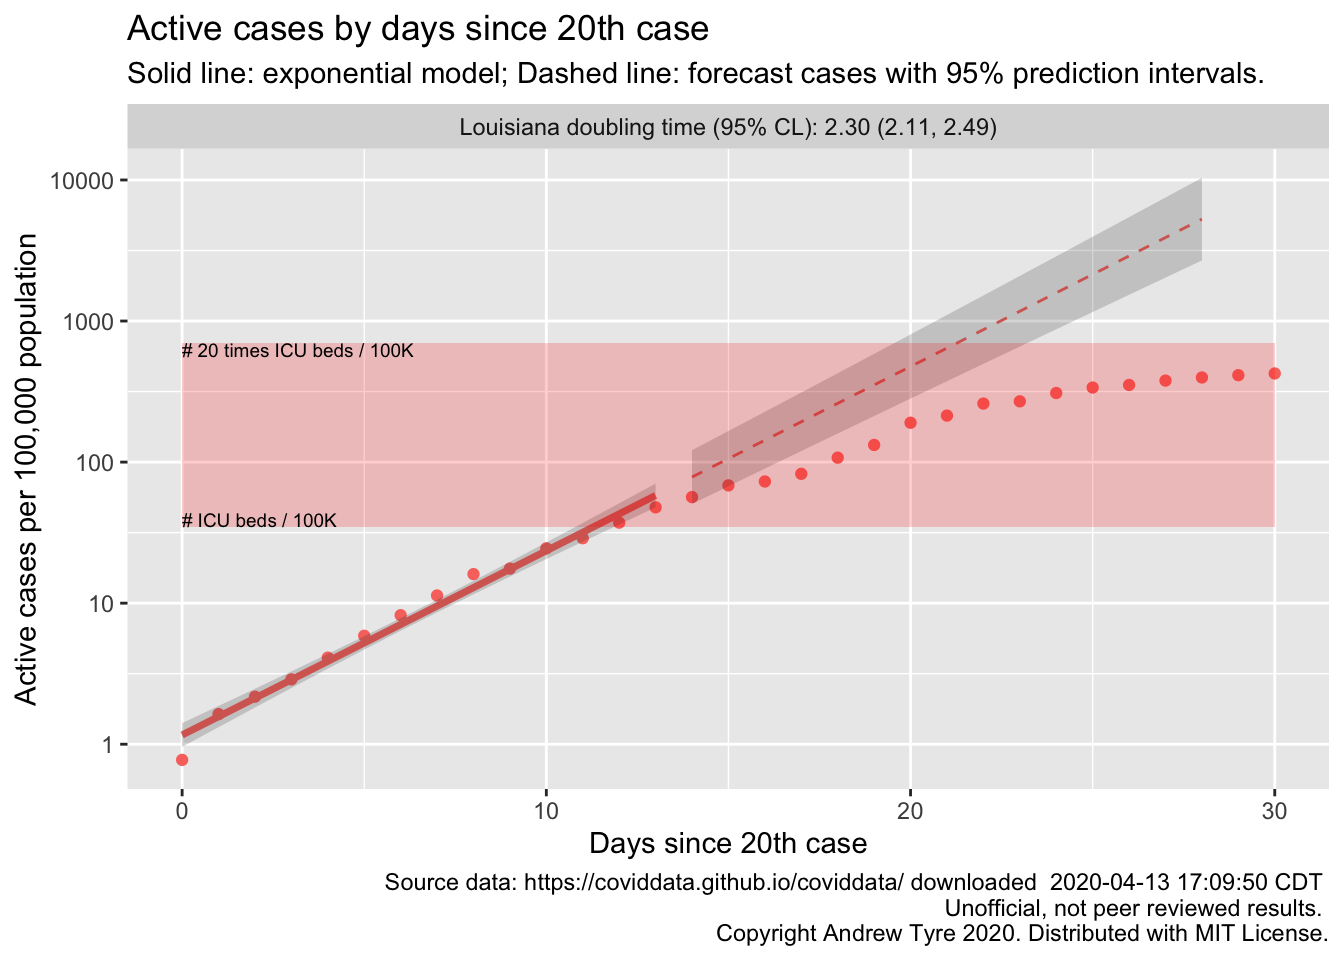 Active cases by days since 20th case
Solid line: exponential model; Dashed line: forecast cases with 95% prediction intervals.
Louisiana doubling time (95% CL): 2.30 (2.11, 2.49)
Active cases per 100,000 population
10000
1000
100
10
1
# 20 times ICU beds / 100K
# ICU beds / 100K
0
10
20
30
Days since 20th case
Source data: https://coviddata.github.io/coviddata/ downloaded  2020-04-13 17:09:50 CDT
Unofficial, not peer reviewed results.
Copyright Andrew Tyre 2020. Distributed with MIT License.